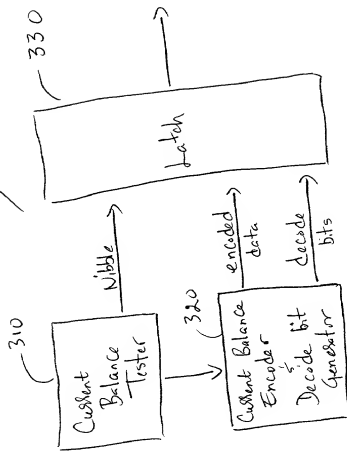 310
Current
Balance
Tester
Nibble
320
Current Balance
Encoder
&
Decode bit
Generator
encoded
data
decode
bits
Latch
330